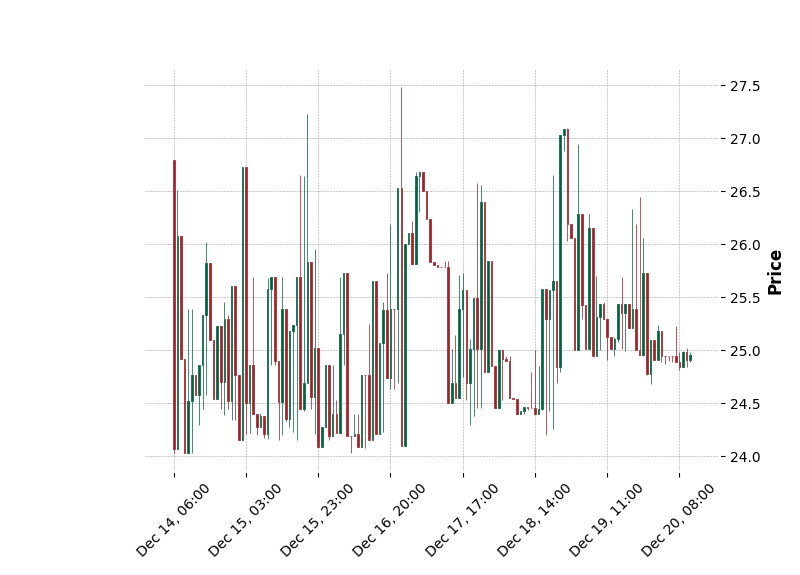 27.5
27.0
26.5
26.0
25.5
25.0
24.5
24.0
Price
Dec 14, 06:00
Dec 15, 03:00
Dec 15, 23:00
Dec 16, 20:00
Dec 17, 17:00
Dec 18, 14:00
Dec 19, 11:00
Dec 20, 08:00